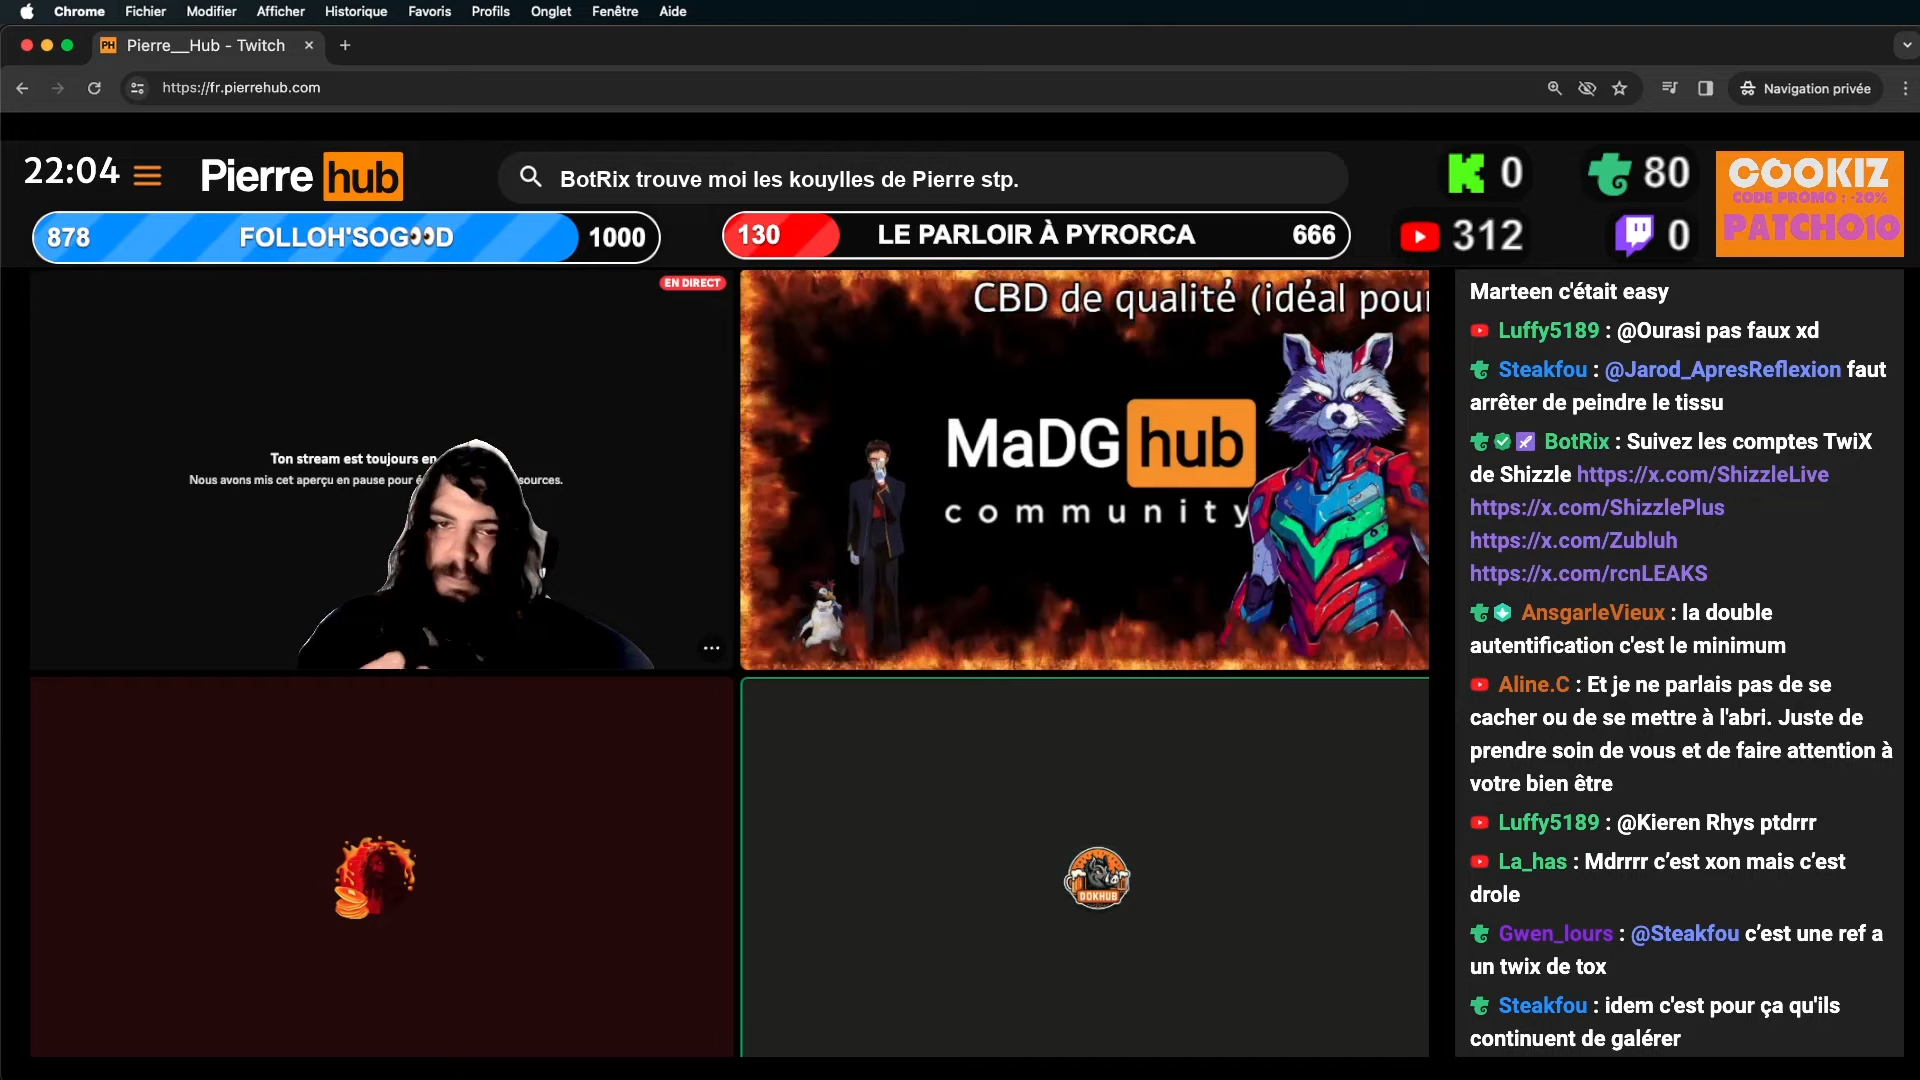 Chrome Fichier Modifier Afficher Historique Favoris Profils Onglet Fenêtre Aide
PH Pierre__Hub - Twitch
https://fr.pierrehub.com
Navigation privée
22:04
Pierre hub
BotRix trouve moi les kouylles de Pierre stp.
0
80
COOKIZ
CODE PROMO : -20%
PATCHO10
878 FOLLOH'SOG👀D 1000
130 LE PARLOIR À PYRORCA 666
312
0
EN DIRECT
Ton stream est toujours en
Nous avons mis cet aperçu en pause pour
sources.
CBD de qualité (idéal pour
MaDG hub
community
DOKHUB
Marteen c'était easy
Luffy5189 : @Ourasi pas faux xd
Steakfou : @Jarod_ApresReflexion faut
arrêter de peindre le tissu
BotRix : Suivez les comptes TwiX
de Shizzle https://x.com/ShizzleLive
https://x.com/ShizzlePlus
https://x.com/Zubluh
https://x.com/rcnLEAKS
AnsgarleVieux : la double
autentification c'est le minimum
Aline.C : Et je ne parlais pas de se
cacher ou de se mettre à l'abri. Juste de
prendre soin de vous et de faire attention à
votre bien être
Luffy5189 : @Kieren Rhys ptdrrr
La_has : Mdrrrr c’est xon mais c’est
drole
Gwen_lours : @Steakfou c’est une ref a
un twix de tox
Steakfou : idem c'est pour ça qu'ils
continuent de galérer